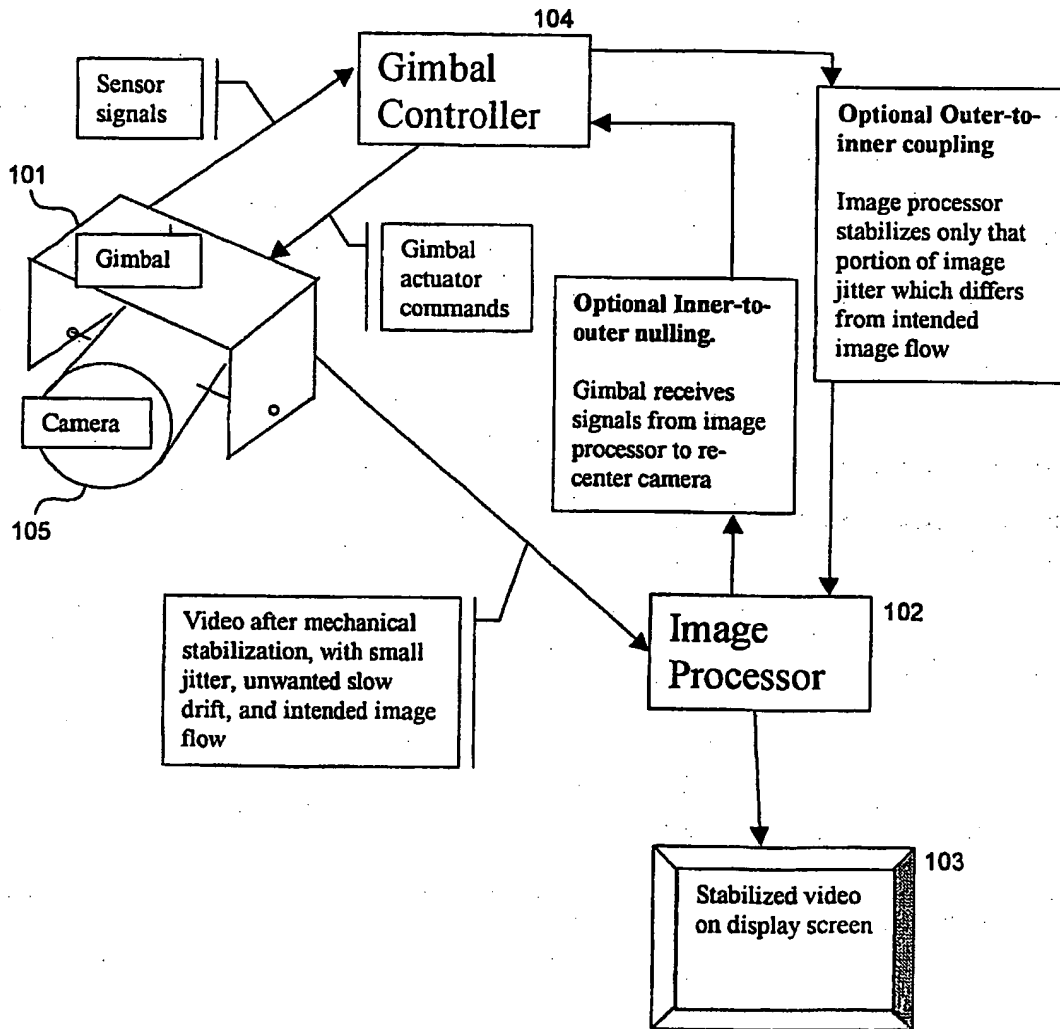 104
Gimbal
Controller
Sensor
signals
101
Gimbal
Camera
105
Gimbal
actuator
commands
Optional Inner-to-
outer nulling.
Gimbal receives
signals from image
processor to re-
center camera
Optional Outer-to-
inner coupling
Image processor
stabilizes only that
portion of image
jitter which differs
from intended
image flow
Video after mechanical
stabilization, with small
jitter, unwanted slow
drift, and intended image
flow
102
Image
Processor
103
Stabilized video
on display screen